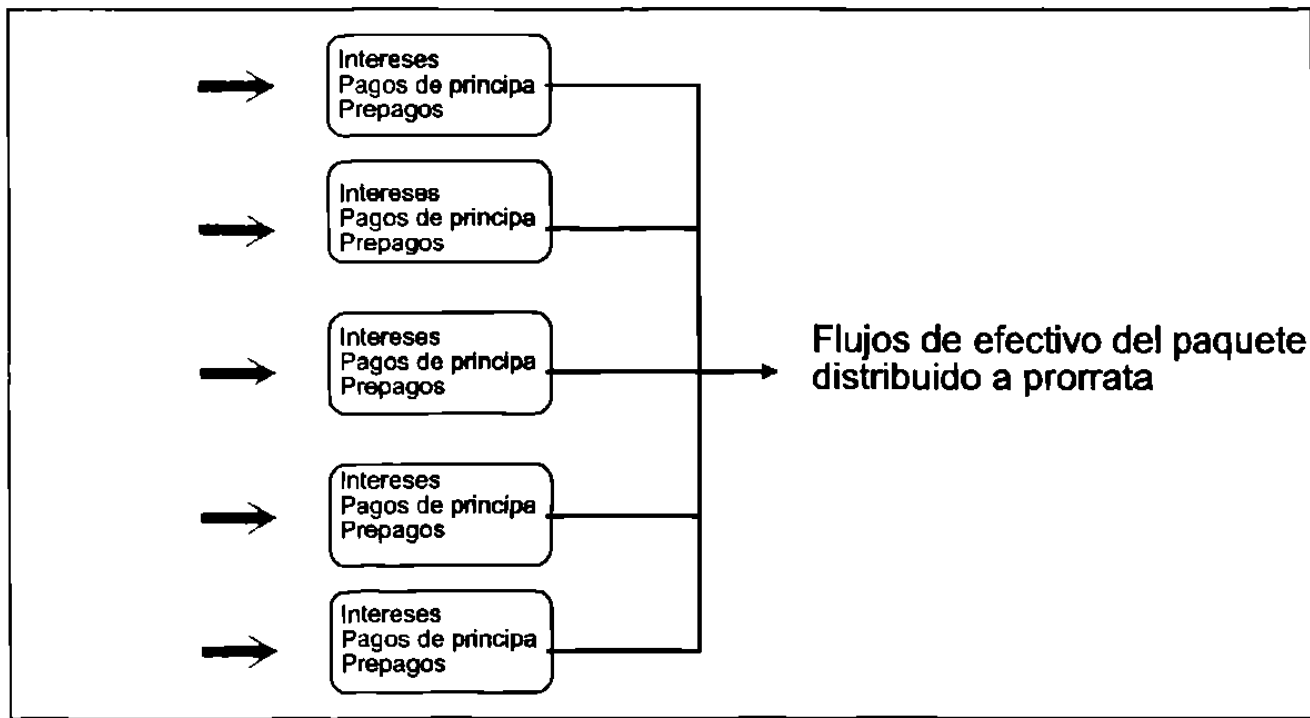 Intereses
Pagos de principa
Prepagos
Intereses
Pagos de principa
Prepagos
Intereses
Pagos de principa
Prepagos
Intereses
Pagos de principa
Prepagos
Intereses
Pagos de principa
Prepagos
Flujos de efectivo del paquete
distribuido a prorrata